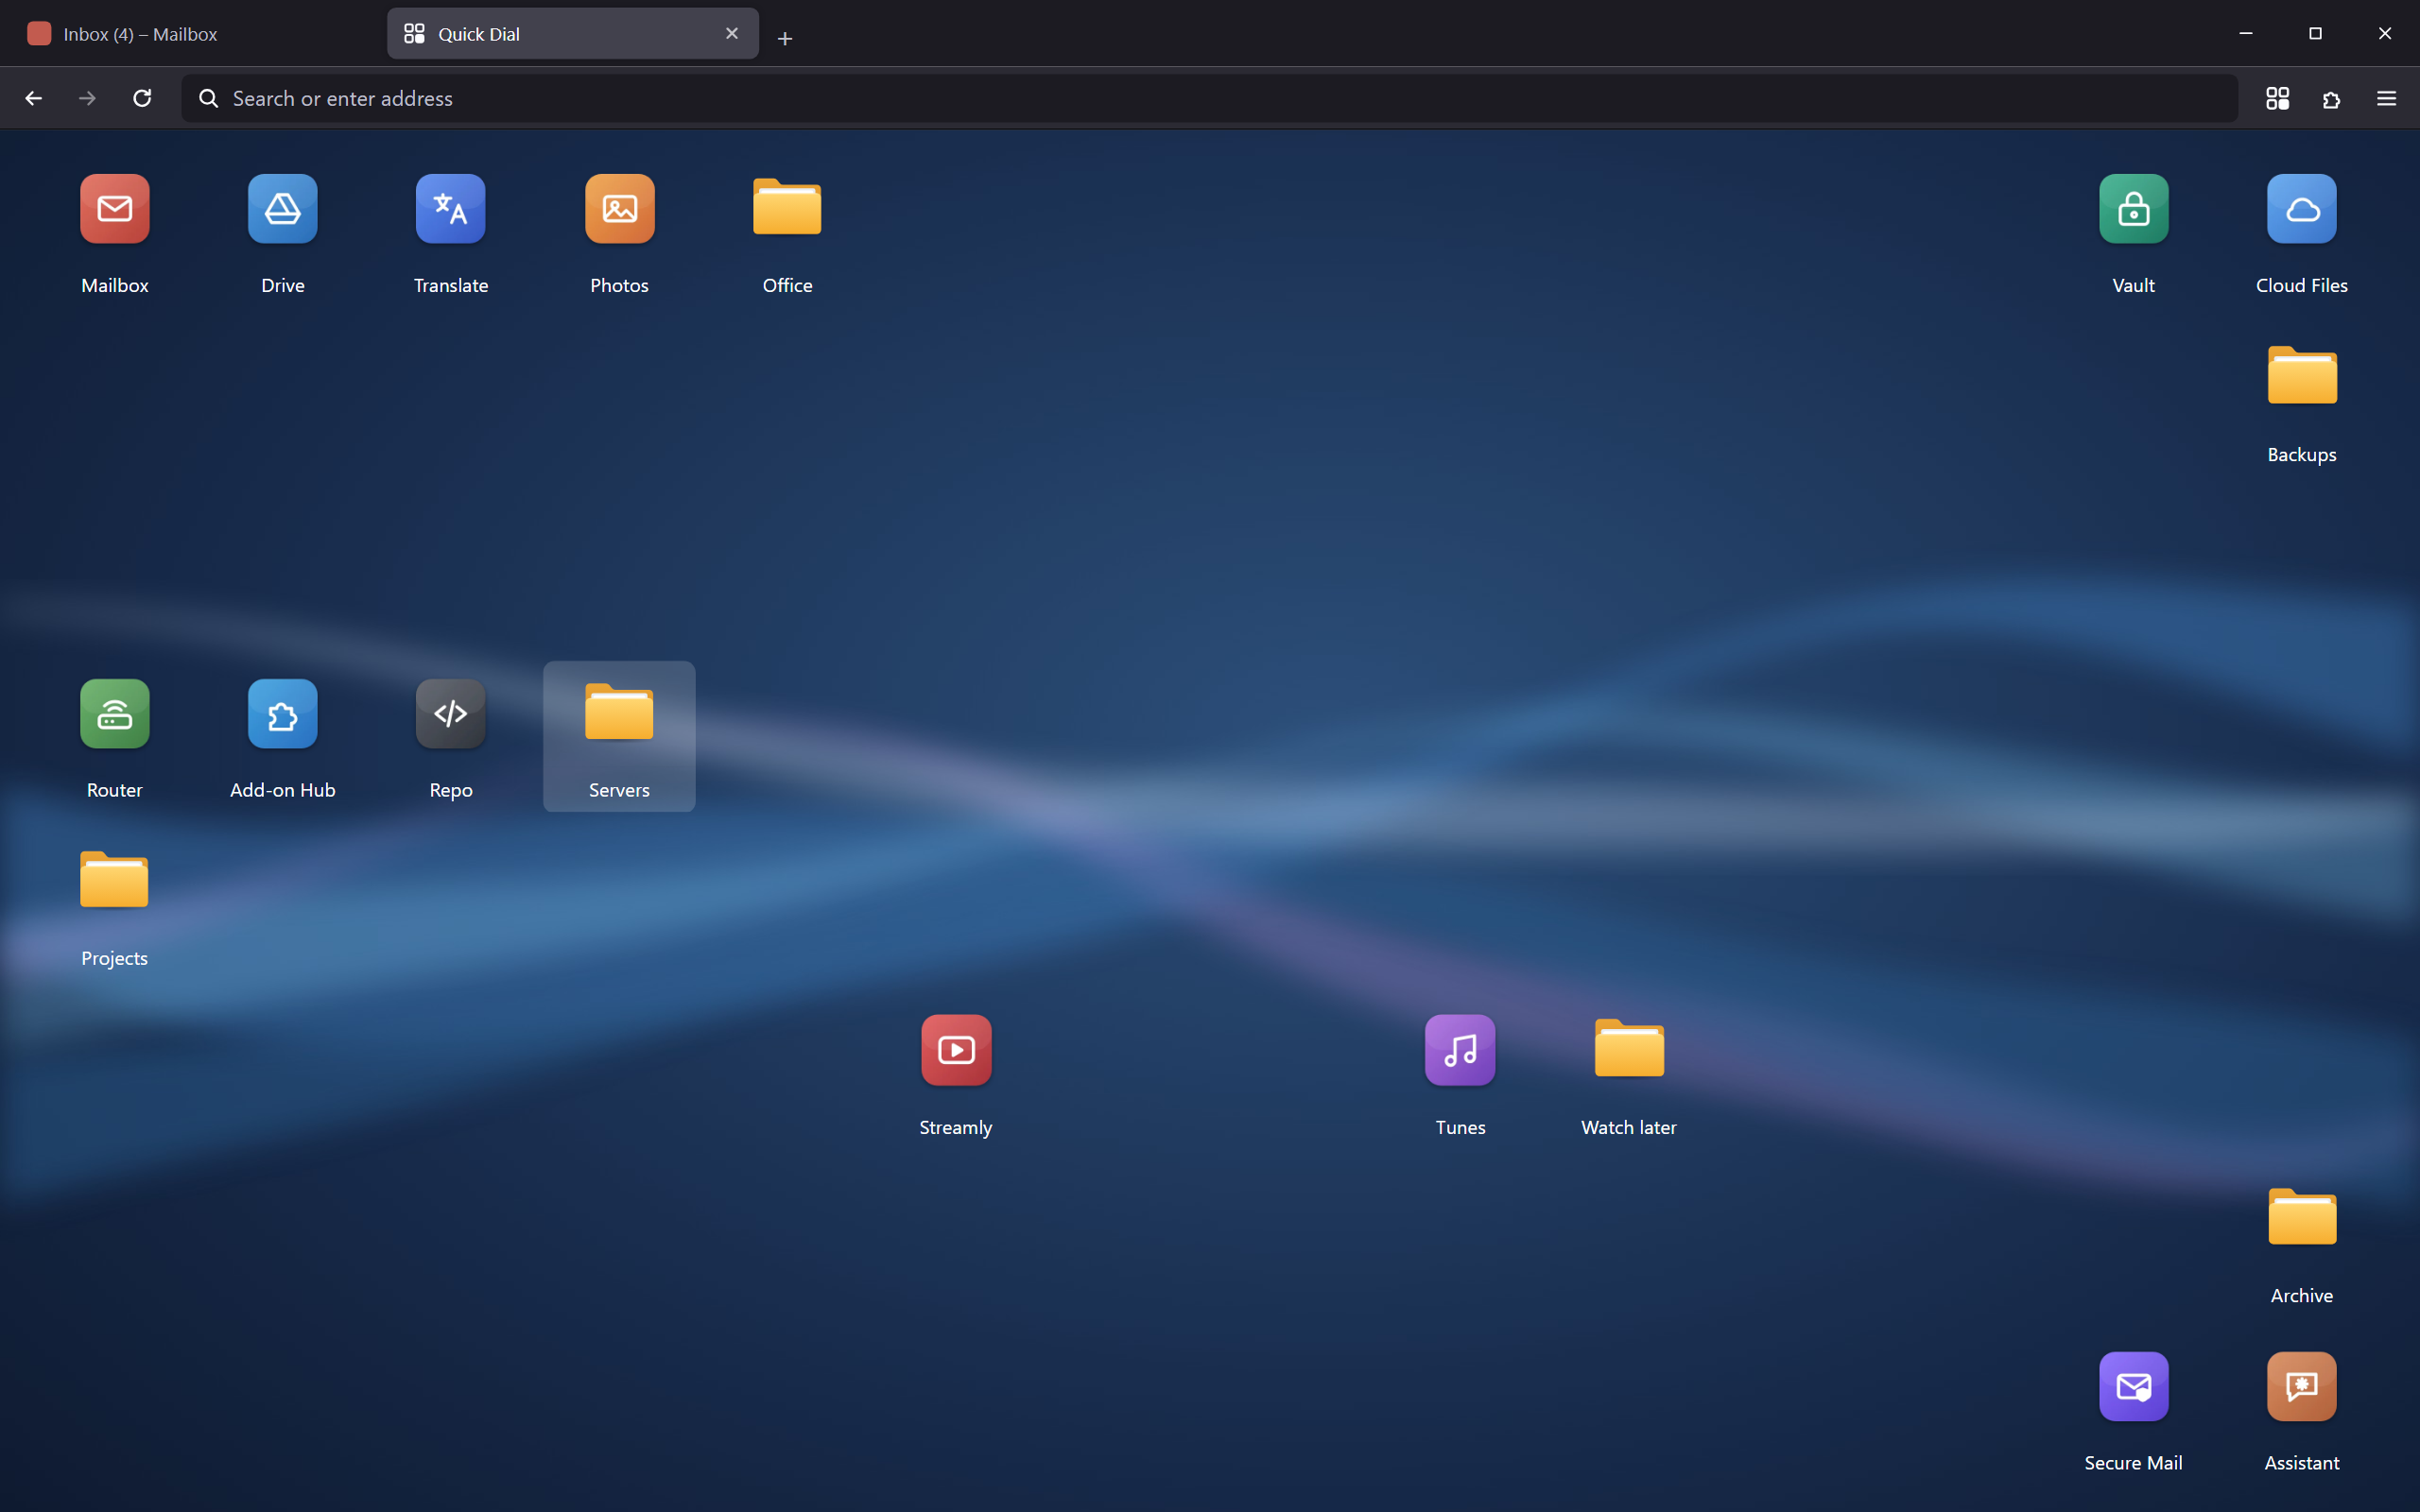 Inbox (4) – Mailbox
Quick Dial
Search or enter address
Mailbox
Drive
Translate
Photos
Office
Vault
Cloud Files
Backups
Router
Add-on Hub
Repo
Servers
Projects
Streamly
Tunes
Watch later
Archive
Secure Mail
Assistant